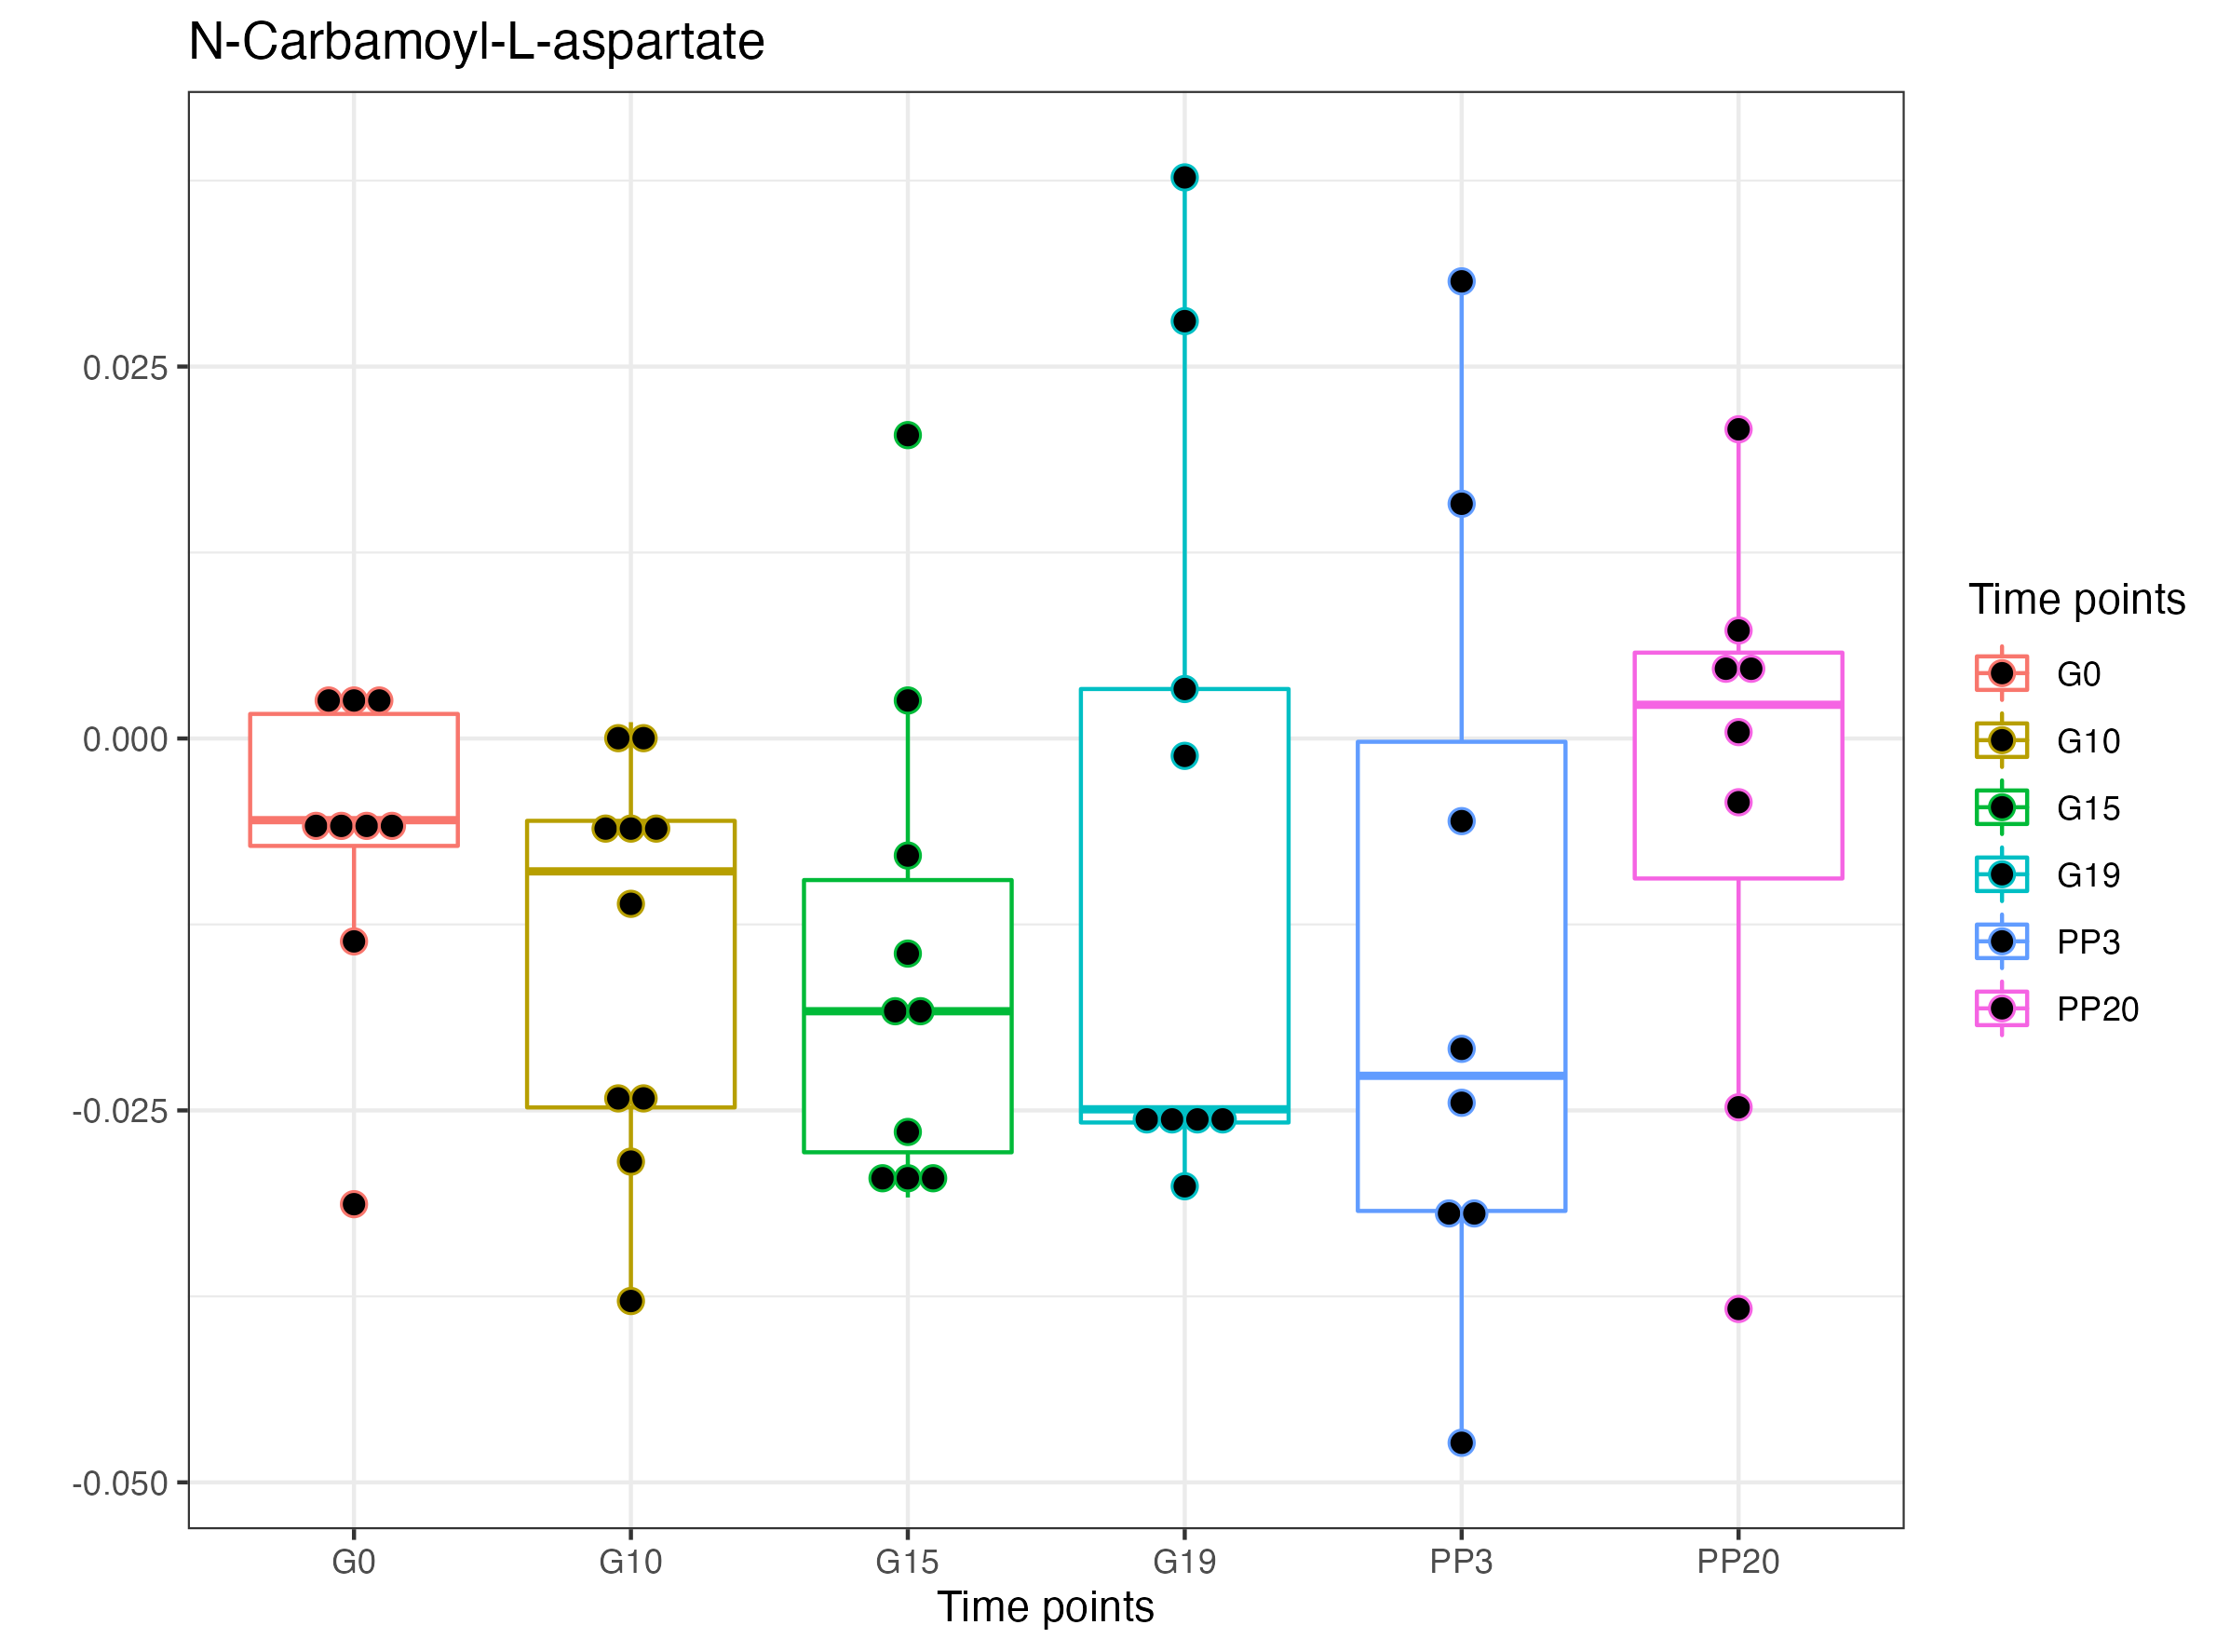 N-Carbamoyl-L-aspartate
0.025
0.000
-0.025
-0.050
G0
G10
G15
G19
PP3
PP20
Time points
Time points
G0
G10
G15
G19
PP3
PP20